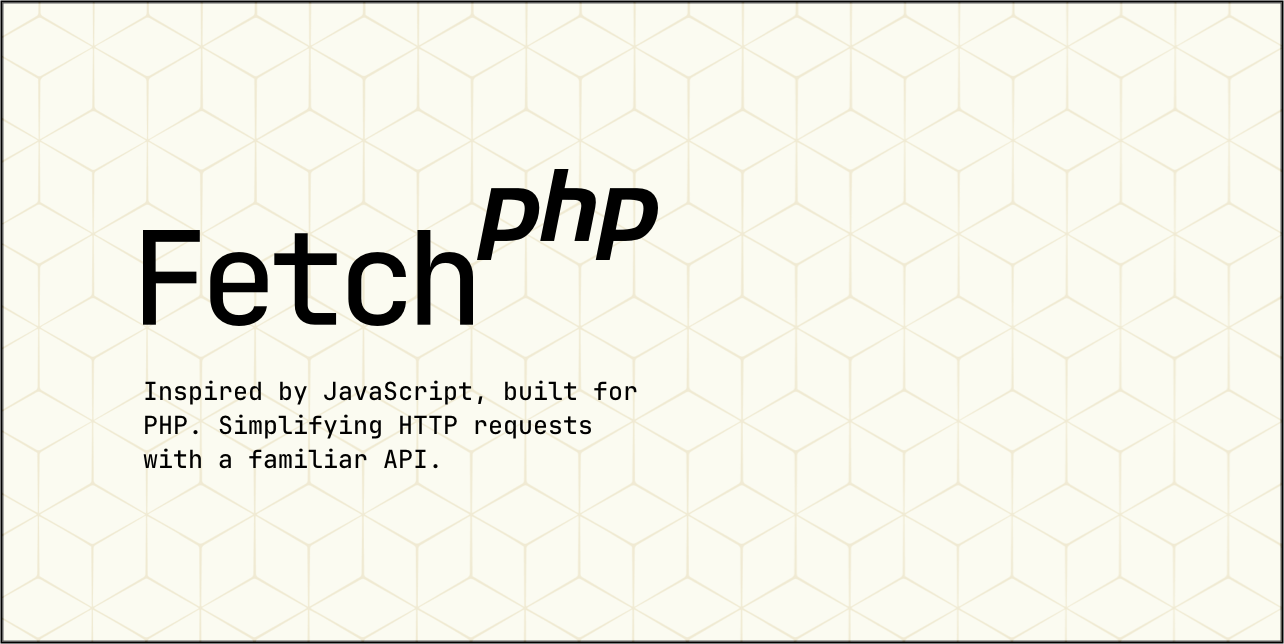 Fetch php
Inspired by JavaScript, built for
PHP. Simplifying HTTP requests
with a familiar API.